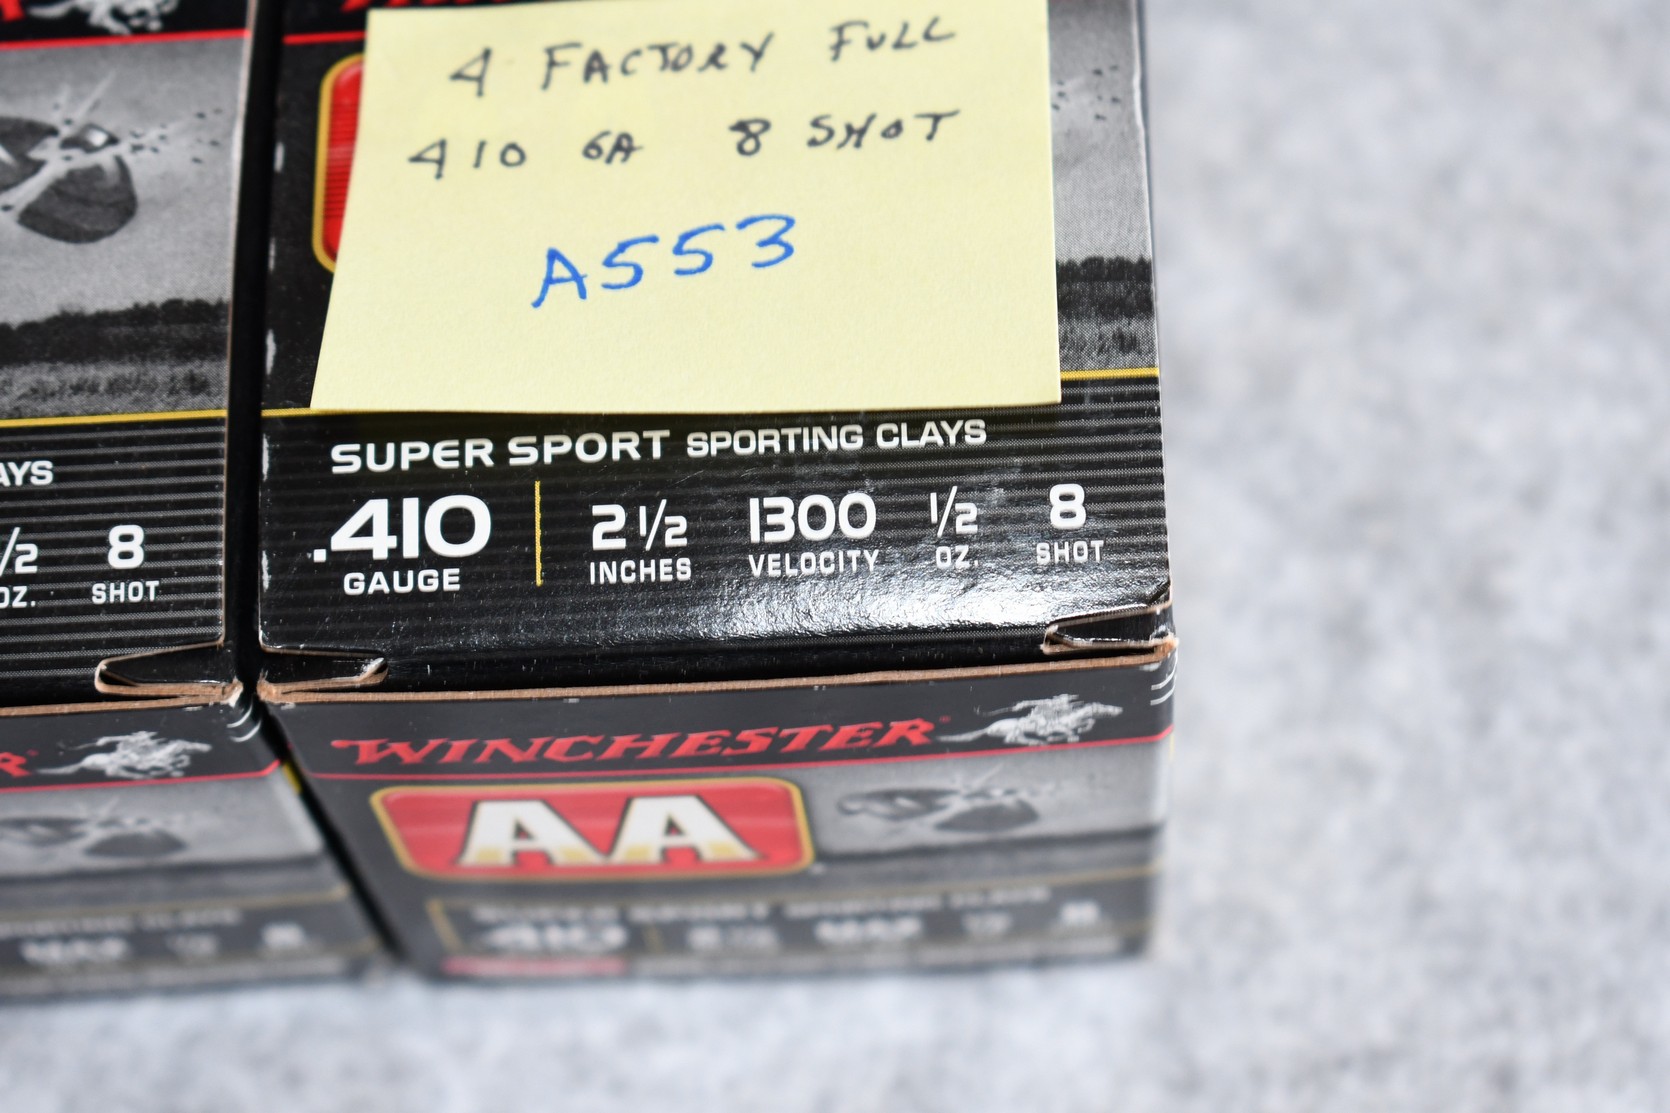 4 FACTORY FULL
410 GA 8 SHOT
A553
SUPER SPORT SPORTING CLAYS
.410 2 1/2 1300 1/2 8
GAUGE INCHES VELOCITY OZ. SHOT
AYS
1/2 8
OZ. SHOT
WINCHESTER
AA
R